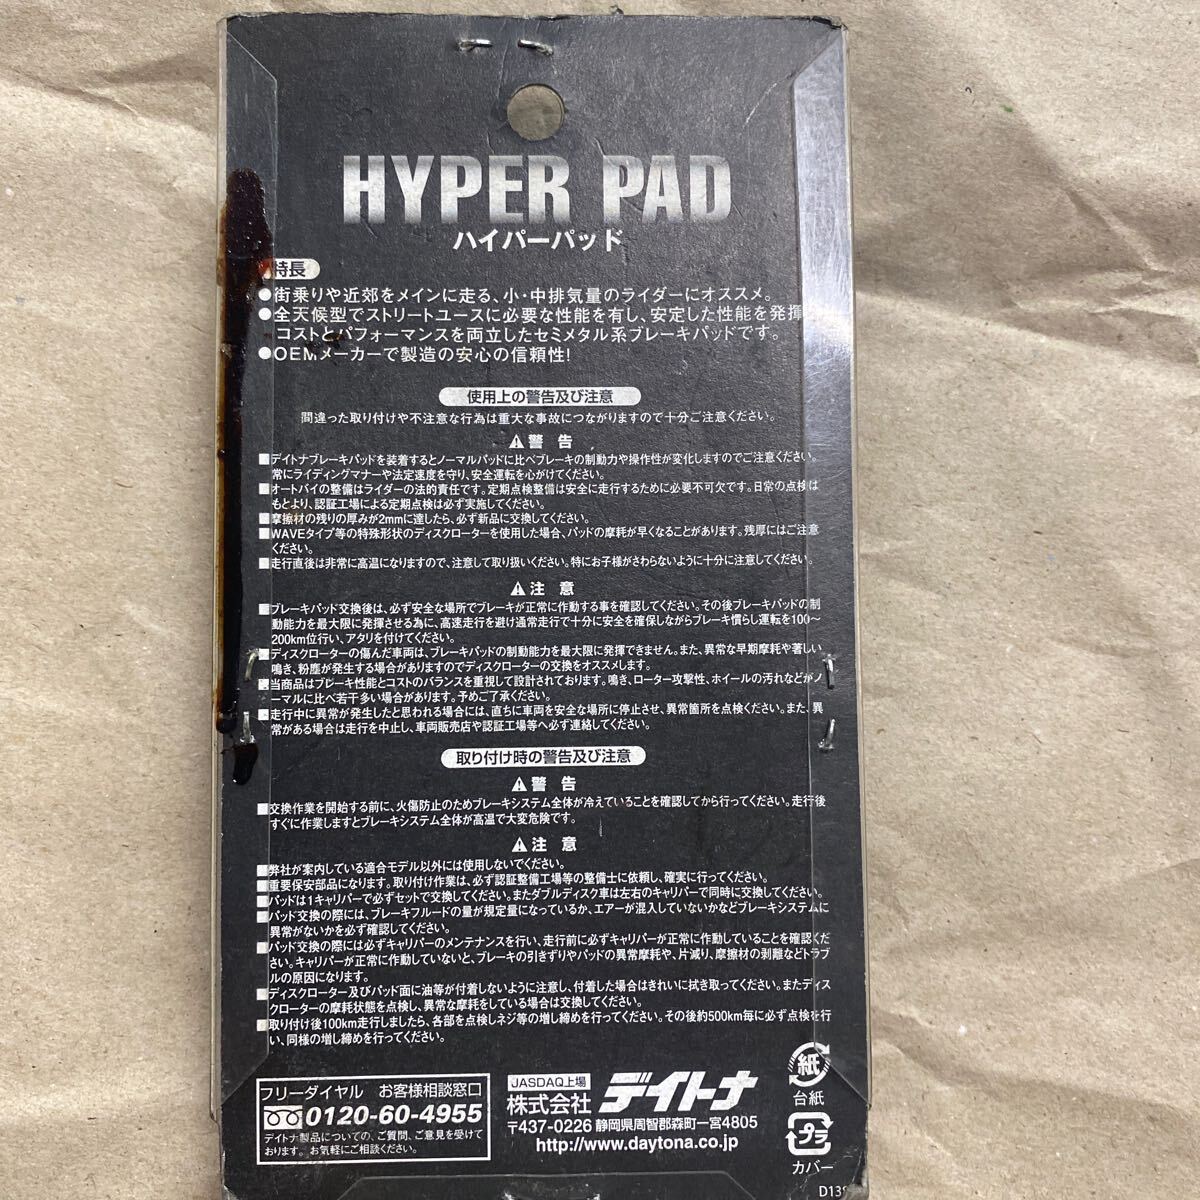 HYPER PAD
ハイパーパッド
特長
●街乗りや近郊をメインに走る、小・中排気量のライダーにオススメ。
●全天候型でストリートユースに必要な性能を有し、安定した性能を発揮
コストとパフォーマンスを両立したセミメタル系ブレーキパッドです。
●OEMメーカーで製造の安心の信頼性!
使用上の警告及び注意
間違った取り付けや不注意な行為は重大な事故につながりますので十分ご注意ください。
⚠警 告
■デイトナブレーキパッドを装着するとノーマルパッドに比べブレーキの制動力や操作性が変化しますのでご注意ください。
常にライディングマナーや法定速度を守り、安全運転を心がけてください。
■オートバイの整備はライダーの法的責任です。定期点検整備は安全に走行するために必要不可欠です。日常の点検は
もとより、認証工場による定期点検は必ず実施してください。
■摩擦材の残りの厚みが2mmに達したら、必ず新品に交換してください。
■WAVEタイプ等の特殊形状のディスクローターを使用した場合、パッドの摩耗が早くなることがあります。残厚にはご注意
ください。
■走行直後は非常に高温になりますので、注意して取り扱いください。特にお子様がさわらないように十分に注意してください。
⚠注 意
■ブレーキパッド交換後は、必ず安全な場所でブレーキが正常に作動する事を確認してください。その後ブレーキパッドの制
動能力を最大限に発揮させる為に、高速走行を避け通常走行で十分に安全を確保しながらブレーキ慣らし運転を100〜
200km位行い、アタリを付けてください。
■ディスクローターの傷んだ車両は、ブレーキパッドの制動能力を最大限に発揮できません。また、異常な早期摩耗や著しい
鳴き、粉塵が発生する場合がありますのでディスクローターの交換をオススメします。
■当商品はブレーキ性能とコストのバランスを重視して設計されております。鳴き、ローター攻撃性、ホイールの汚れなどがノ
ーマルに比べ若干多い場合があります。予めご了承ください。
■走行中に異常が発生したと思われる場合には、直ちに車両を安全な場所に停止させ、異常箇所を点検ください。また、異
常がある場合は走行を中止し、車両販売店や認証工場等へ必ず連絡してください。
取り付け時の警告及び注意
⚠警 告
■交換作業を開始する前に、火傷防止のためブレーキシステム全体が冷えていることを確認してから行ってください。走行後
すぐに作業しますとブレーキシステム全体が高温で大変危険です。
⚠注 意
■弊社が案内している適合モデル以外には使用しないでください。
■重要保安部品になります。取り付け作業は、必ず認証整備工場等の整備士に依頼し、確実に行ってください。
■パッドは1キャリパーで必ずセットで交換してください。またダブルディスク車は左右のキャリパーで同時に交換してください。
■パッド交換の際には、ブレーキフルードの量が規定量になっているか、エアーが混入していないかなどブレーキシステムに
異常がないかを必ず確認してください。
■パッド交換の際には必ずキャリパーのメンテナンスを行い、走行前に必ずキャリパーが正常に作動していることを確認くだ
さい。キャリパーが正常に作動していないと、ブレーキの引きずりやパッドの異常摩耗や、片減り、摩擦材の剥離などトラブ
ルの原因になります。
■ディスクローター及びパッド面に油等が付着しないように注意し、付着した場合はきれいに拭き取ってください。またディス
クローターの摩耗状態を点検し、異常な摩耗をしている場合は交換してください。
■取り付け後100km走行しましたら、各部を点検しネジ等の増し締めを行ってください。その後約500km毎に必ず点検を行
い、同様の増し締めを行ってください。
フリーダイヤル お客様相談窓口
0120-60-4955
デイトナ製品についての、ご質問、ご意見を受けて
おります。お気軽にご相談ください。
JASDAQ上場
株式会社 デイトナ
〒437-0226 静岡県周智郡森町一宮4805
http://www.daytona.co.jp
紙
台紙
プラ
カバー